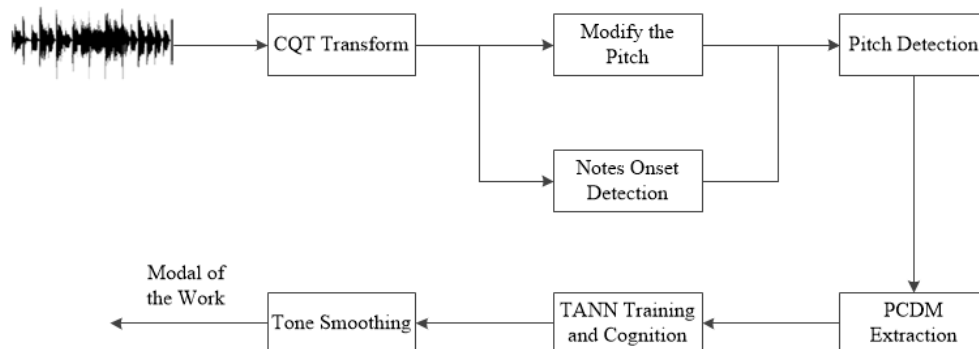 CQT Transform
Modify the
Pitch
Pitch Detection
Notes Onset
Detection
Modal of
the Work
Tone Smoothing
TANN Training
and Cognition
PCDM
Extraction